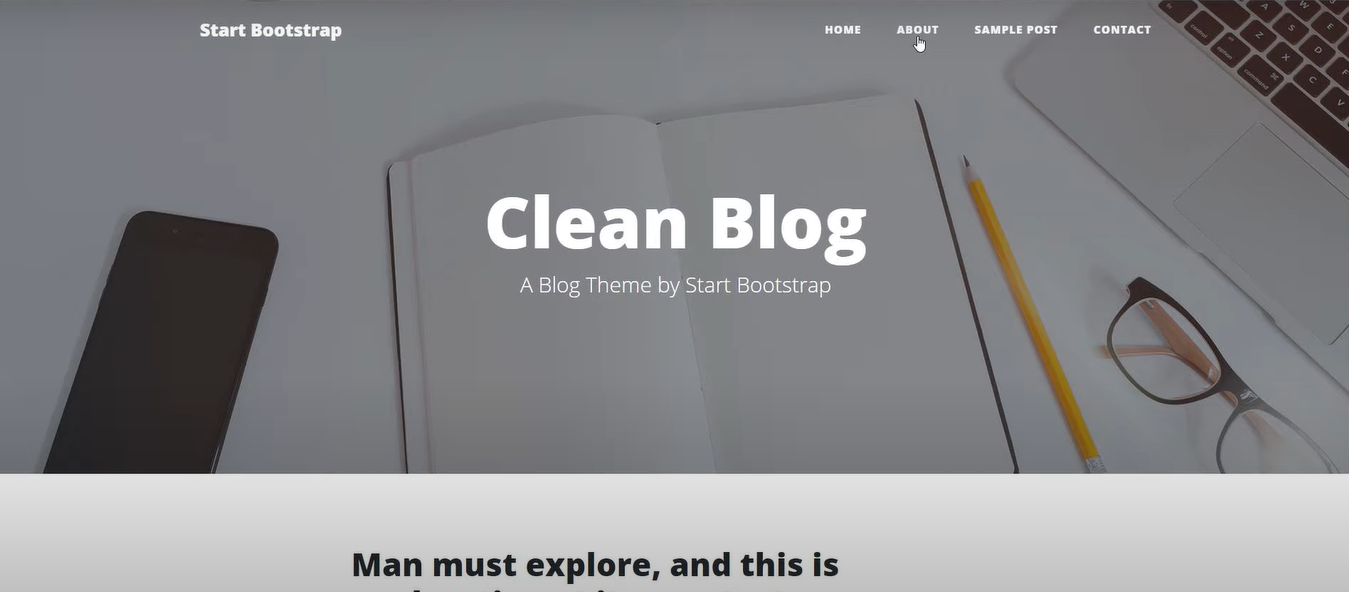 Start Bootstrap
HOME ABOUT SAMPLE POST CONTACT
Clean Blog
A Blog Theme by Start Bootstrap
Man must explore, and this is